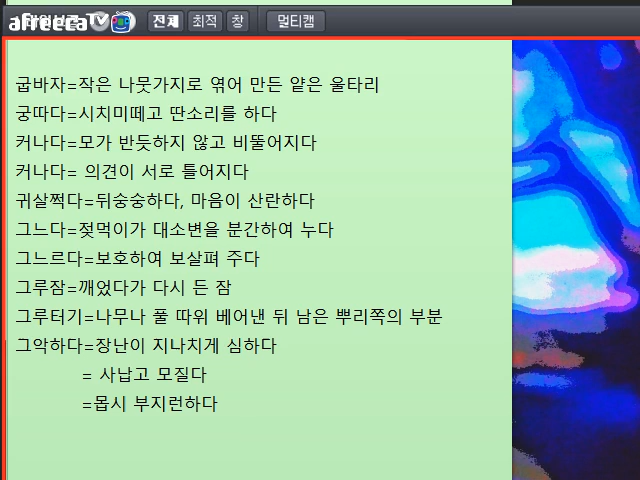 afreeca TV 전체 최적 창 멀티캠
굽바자=작은 나뭇가지로 엮어 만든 얕은 울타리
궁따다=시치미떼고 딴소리를 하다
커나다=모가 반듯하지 않고 비뚤어지다
커나다= 의견이 서로 틀어지다
귀살쩍다=뒤숭숭하다, 마음이 산란하다
그느다=젖먹이가 대소변을 분간하여 누다
그느르다=보호하여 보살펴 주다
그루잠=깨었다가 다시 든 잠
그루터기=나무나 풀 따위 베어낸 뒤 남은 뿌리쪽의 부분
그악하다=장난이 지나치게 심하다
= 사납고 모질다
=몹시 부지런하다